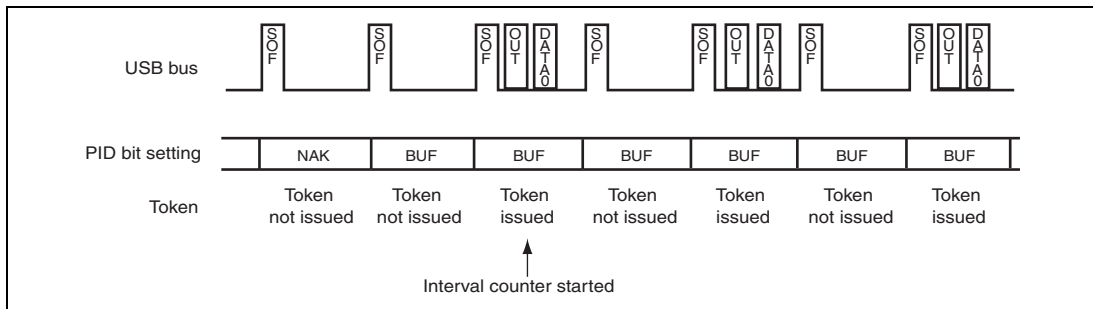 SOF SOF SOF OUT DATA0 SOF SOF OUT DATA0 SOF SOF OUT DATA0
USB bus
PID bit setting NAK BUF BUF BUF BUF BUF BUF
Token Token not issued Token not issued Token issued Token not issued Token issued Token not issued Token issued
Interval counter started